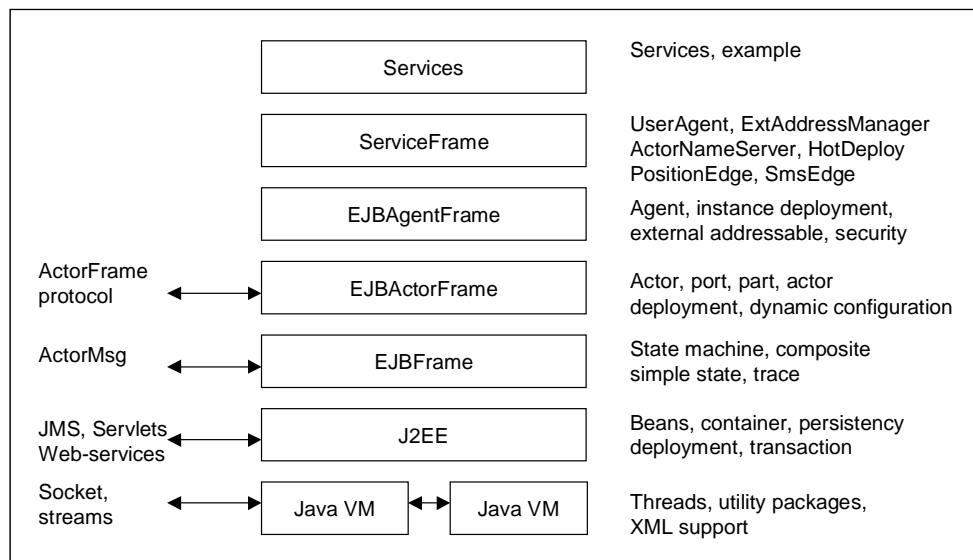 Services
Services, example
ServiceFrame
UserAgent, ExtAddressManager
ActorNameServer, HotDeploy
PositionEdge, SmsEdge
EJBAgentFrame
Agent, instance deployment,
external addressable, security
ActorFrame
protocol
EJBActorFrame
Actor, port, part, actor
deployment, dynamic configuration
ActorMsg
EJBFrame
State machine, composite
simple state, trace
JMS, Servlets
Web-services
J2EE
Beans, container, persistency
deployment, transaction
Socket,
streams
Java VM
Java VM
Threads, utility packages,
XML support